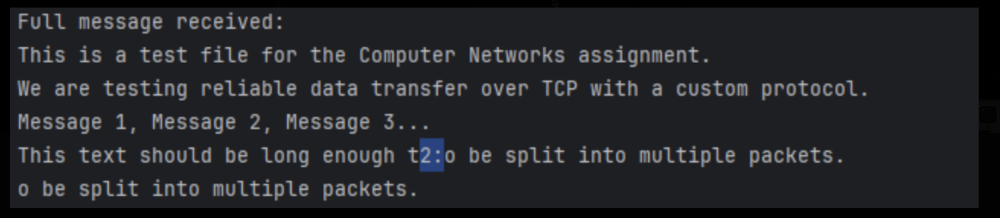 Full message received:
This is a test file for the Computer Networks assignment.
We are testing reliable data transfer over TCP with a custom protocol.
Message 1, Message 2, Message 3...
This text should be long enough t2:o be split into multiple packets.
o be split into multiple packets.